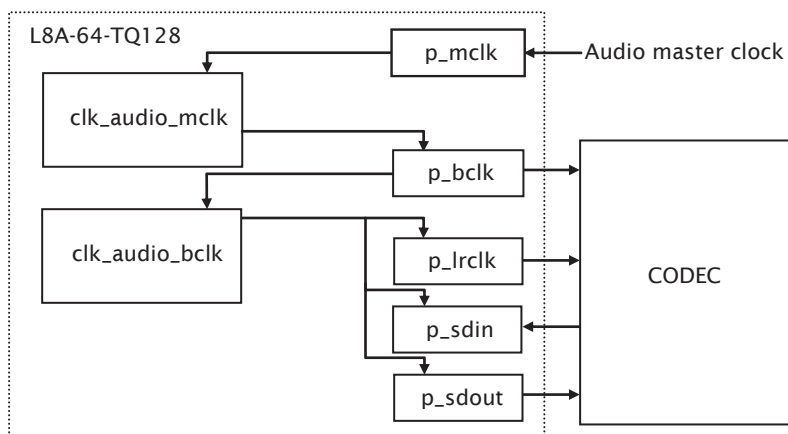 L8A-64-TQ128
p_mclk
Audio master clock
clk_audio_mclk
p_bclk
clk_audio_bclk
p_lrclk
CODEC
p_sdin
p_sdout